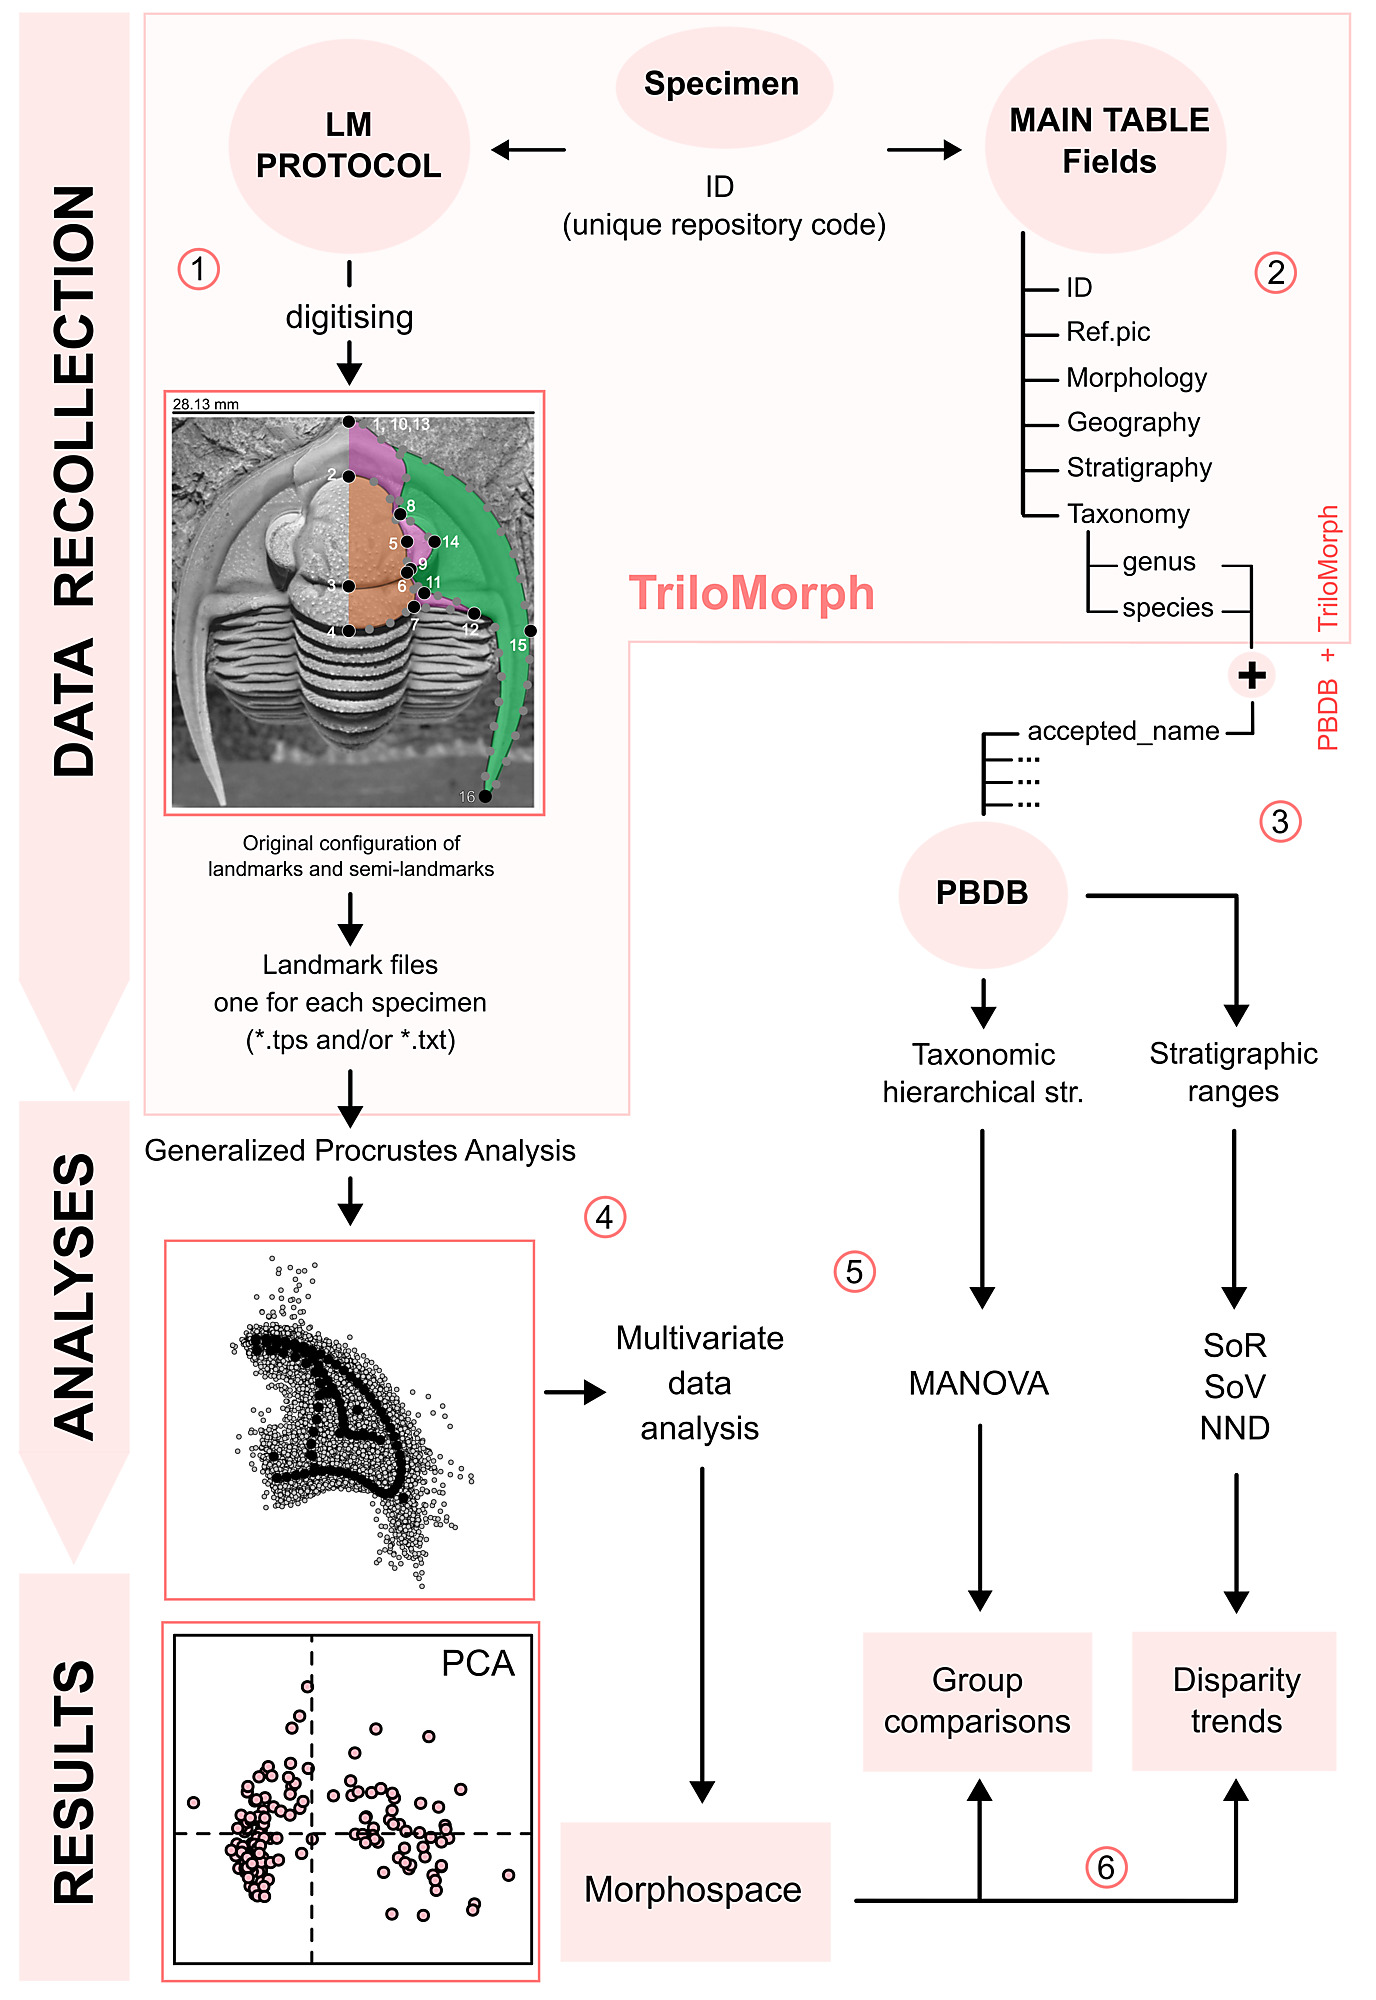 DATA RECOLLECTION
ANALYSES
RESULTS
Specimen
ID
(unique repository code)
LM
PROTOCOL
1
digitising
28.13 mm
1, 10,13
2
8
5
14
9
3
6
11
7
4
12
15
16
Original configuration of
landmarks and semi-landmarks
Landmark files
one for each specimen
(*.tps and/or *.txt)
MAIN TABLE
Fields
2
ID
Ref.pic
Morphology
Geography
Stratigraphy
Taxonomy
genus
species
TriloMorph
PBDB + TriloMorph
+
accepted_name
...
...
...
3
PBDB
Taxonomic
hierarchical str.
Stratigraphic
ranges
Generalized Procrustes Analysis
4
Multivariate
data
analysis
5
MANOVA
SoR
SoV
NND
PCA
Morphospace
Group
comparisons
Disparity
trends
6